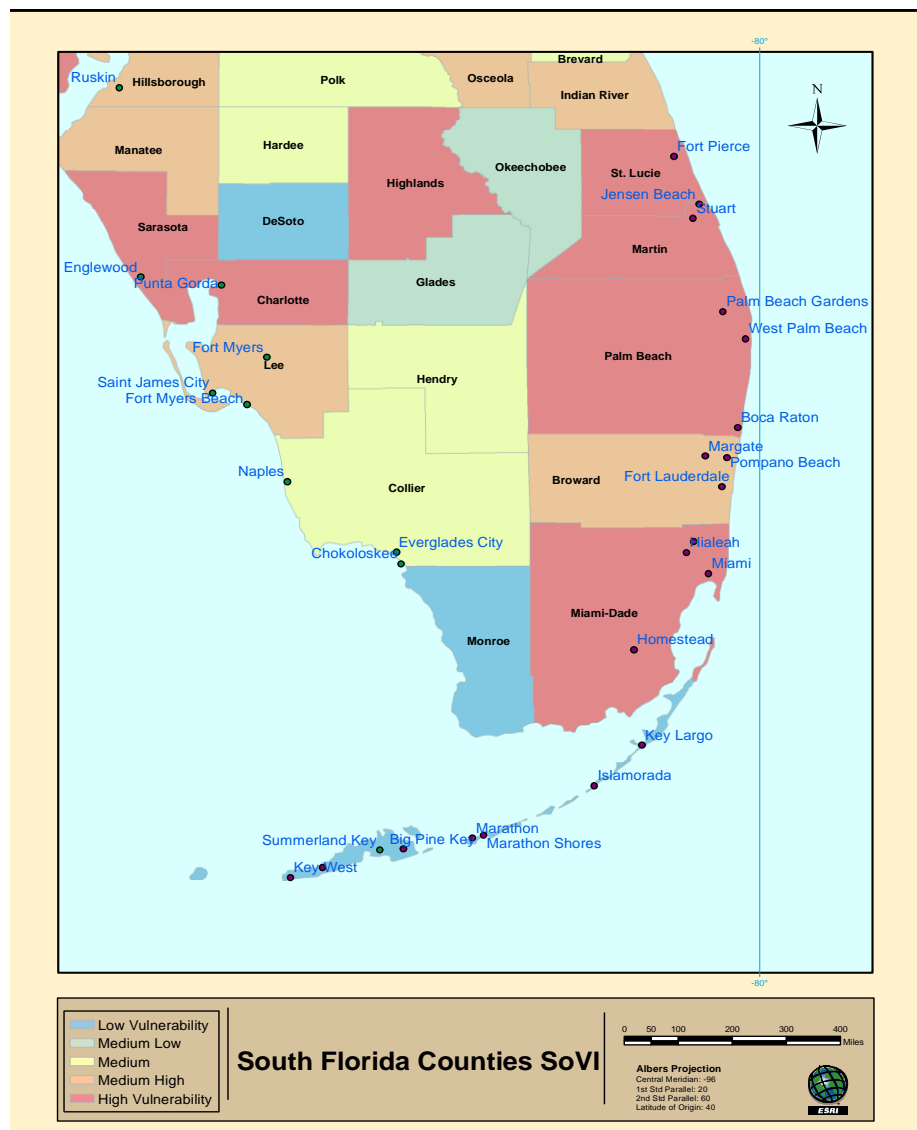 -80°
Brevard
Ruskin
Hillsborough
Polk
Osceola
Indian River
N
Manatee
Hardee
Fort Pierce
Okeechobee
St. Lucie
Highlands
Jensen Beach
Stuart
DeSoto
Sarasota
Martin
Englewood
Punta Gorda
Glades
Charlotte
Palm Beach Gardens
West Palm Beach
Fort Myers
Lee
Palm Beach
Hendry
Saint James City
Fort Myers Beach
Boca Raton
Margate
Pompano Beach
Naples
Fort Lauderdale
Broward
Collier
Everglades City
Chokoloskee
Hialeah
Miami
Miami-Dade
Homestead
Monroe
Key Largo
Islamorada
Marathon
Summerland Key
Big Pine Key
Marathon Shores
Key West
-80°
Low Vulnerability
Medium Low
Medium
Medium High
High Vulnerability
South Florida Counties SoVI
0 50 100 200 300 400
Miles
Albers Projection
Central Meridian: -96
1st Std Parallel: 20
2nd Std Parallel: 60
Latitude of Origin: 40
ESRI